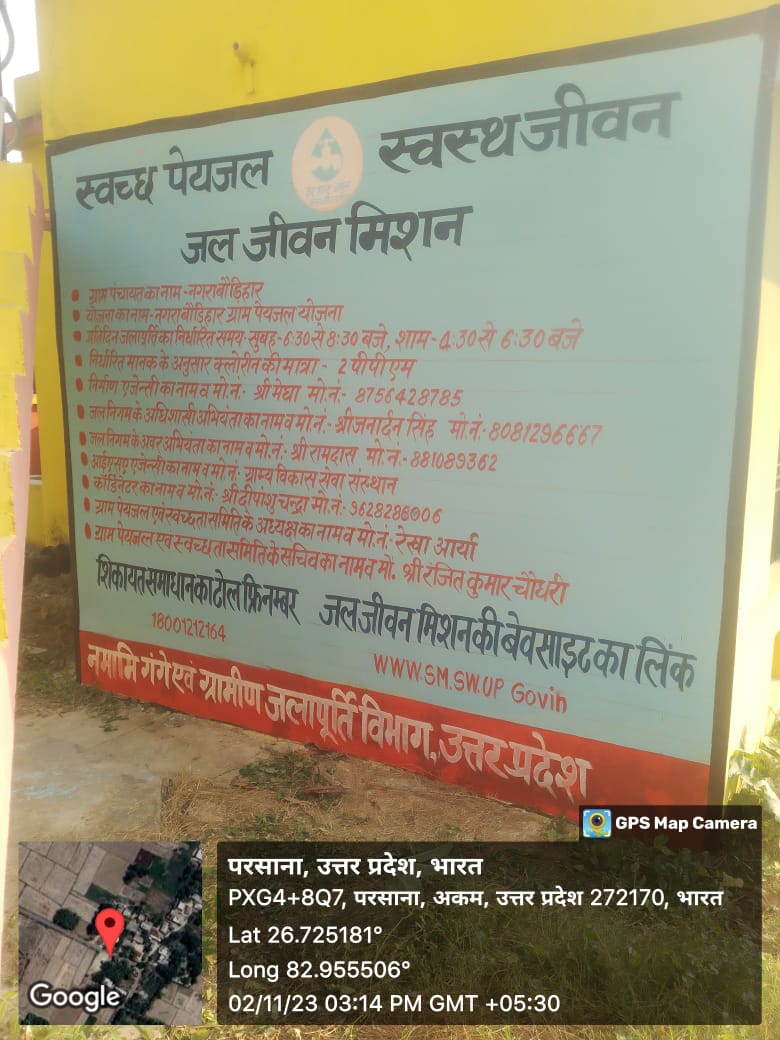 स्वच्छ पेयजल स्वस्थ जीवन
जल जीवन मिशन
ग्राम पंचायत का नाम - नगरा बौड़िहार
योजना का नाम - नगरा बौड़िहार ग्राम पेयजल योजना
प्रतिदिन जलापूर्ति का निर्धारित समय - सुबह - 6:30 से 8:30 बजे, शाम - 4:30 से 6:30 बजे
निर्धारित मानक के अनुसार क्लोरीन की मात्रा - 2 पीपीएम
निर्माण एजेन्सी का नाम व मो.नं:- श्री मेघा मो.नं:- 8756428785
जल निगम के अधिशासी अभियंता का नाम व मो.नं:- श्री जनार्दन सिंह मो.नं:- 8081296667
जल निगम के अवर अभियंता का नाम व मो.नं:- श्री रामदास मो.नं:- 881089362
आईएसए एजेन्सी का नाम व मो.नं:- ग्राम्य विकास सेवा संस्थान
कॉर्डिनेटर का नाम व मो.नं:- श्री दीपांशु चन्द्रा मो.नं:- 9628286006
ग्राम पेयजल एवं स्वच्छता समिति के अध्यक्ष का नाम व मो.नं:- रेखा आर्या
ग्राम पेयजल एवं स्वच्छता समिति के सचिव का नाम व मो. श्री रंजित कुमार चौधरी
शिकायत समाधान का टोल फ्रि नम्बर जल जीवन मिशन की बेवसाइट का लिंक
18001212164 WWW.SM.SW.UP Govin
नमामि गंगे एवं ग्रामीण जलापूर्ति विभाग, उत्तर प्रदेश
GPS Map Camera
परसाना, उत्तर प्रदेश, भारत
PXG4+8Q7, परसाना, अकम, उत्तर प्रदेश 272170, भारत
Lat 26.725181°
Long 82.955506°
02/11/23 03:14 PM GMT +05:30
Google